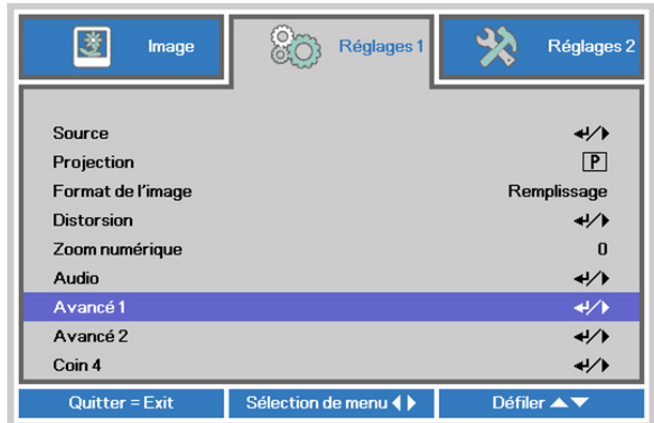 Image
Réglages 1
Réglages 2
Source
Projection P
Format de l'image Remplissage
Distorsion
Zoom numérique 0
Audio
Avancé 1
Avancé 2
Coin 4
Quitter = Exit
Sélection de menu
Défiler